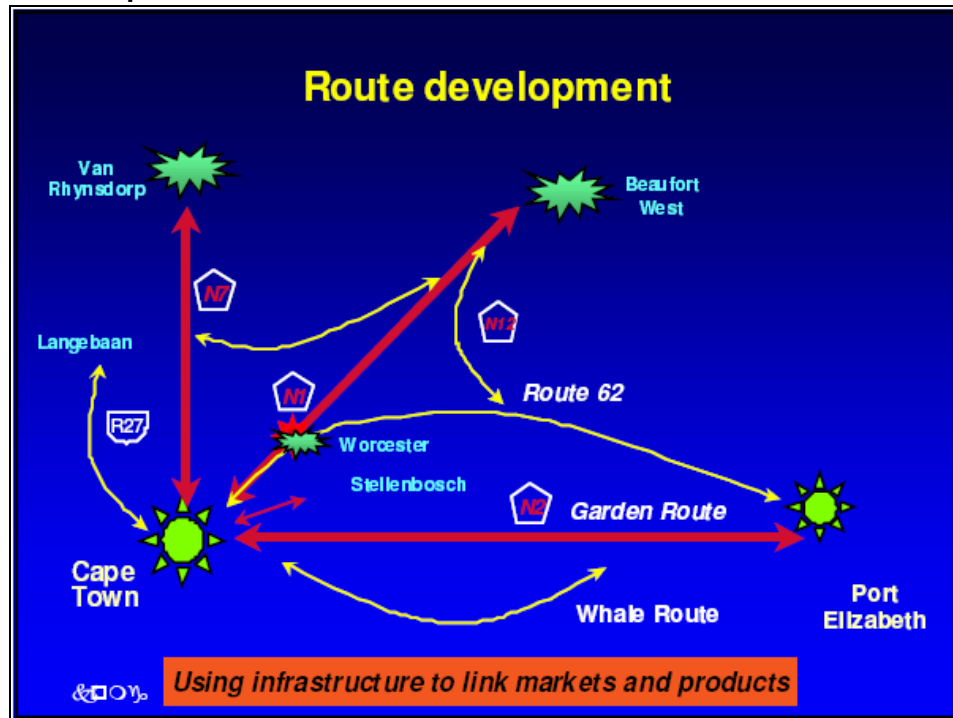 Route development
Van
Rhynsdorp
Beaufort
West
N7
N12
Langebaan
Route 62
N1
R27
Worcester
Stellenbosch
N2
Garden Route
Cape
Town
Port
Elizabeth
Whale Route
Using infrastructure to link markets and products